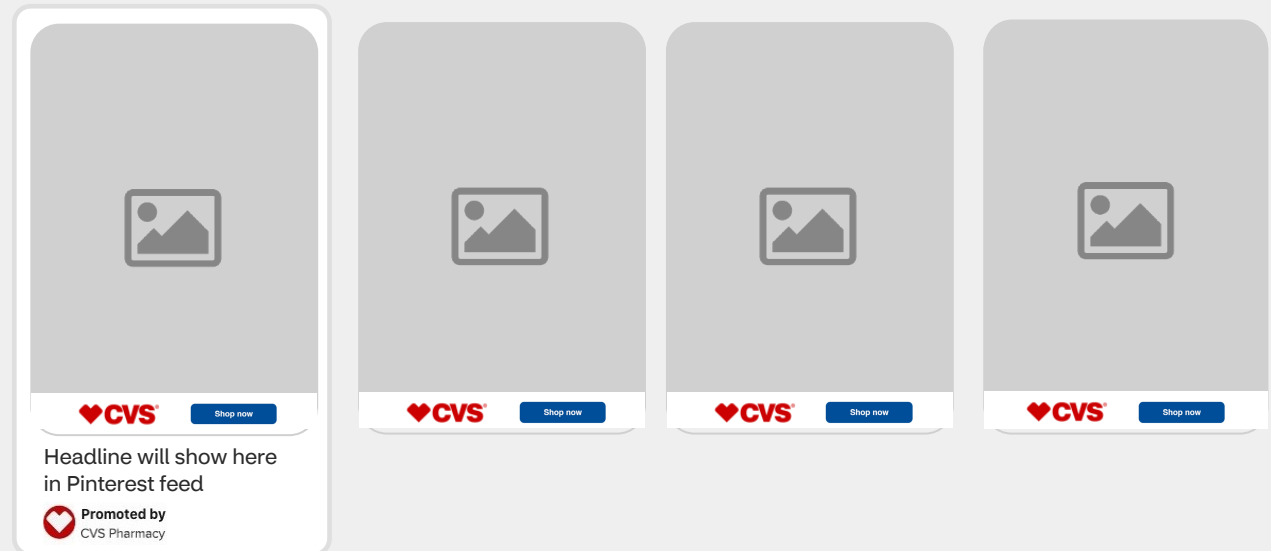 CVS® Shop now
CVS® Shop now
CVS® Shop now
CVS® Shop now
Headline will show here
in Pinterest feed
Promoted by
CVS Pharmacy